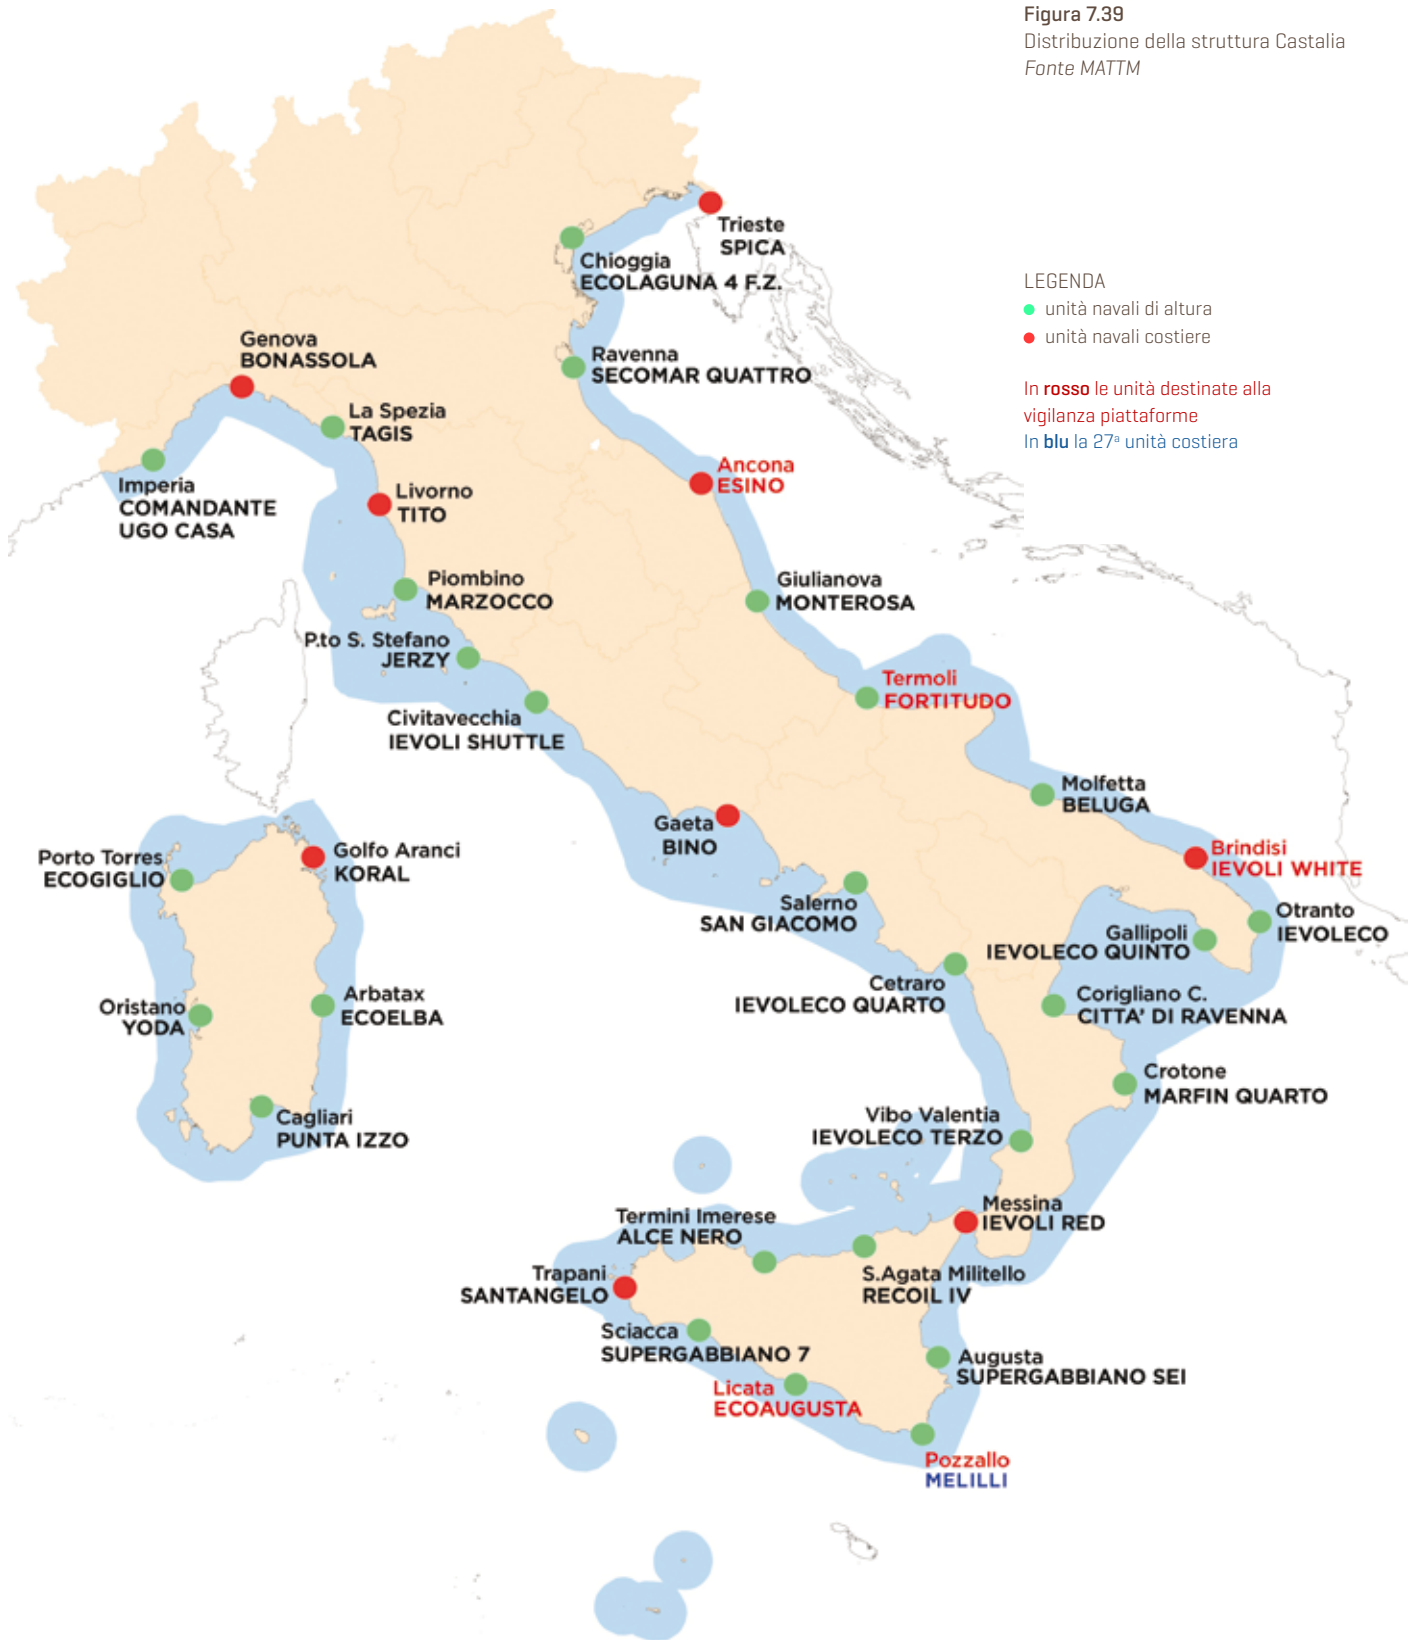 Figura 7.39
Distribuzione della struttura Castalia
Fonte MATTM
Trieste
SPICA
Chioggia
ECOLAGUNA 4 F.Z.
LEGENDA
unità navali di altura
unità navali costiere
In rosso le unità destinate alla
vigilanza piattaforme
In blu la 27ª unità costiera
Genova
BONASSOLA
Ravenna
SECOMAR QUATTRO
La Spezia
TAGIS
Imperia
COMANDANTE
UGO CASA
Livorno
TITO
Ancona
ESINO
Piombino
MARZOCCO
Giulianova
MONTEROSA
P.to S. Stefano
JERZY
Termoli
FORTITUDO
Civitavecchia
IEVOLI SHUTTLE
Molfetta
BELUGA
Gaeta
BINO
Brindisi
IEVOLI WHITE
Porto Torres
ECOGIGLIO
Golfo Aranci
KORAL
Salerno
SAN GIACOMO
Otranto
IEVOLECO
Gallipoli
IEVOLECO QUINTO
Cetraro
IEVOLECO QUARTO
Corigliano C.
CITTA' DI RAVENNA
Oristano
YODA
Arbatax
ECOELBA
Crotone
MARFIN QUARTO
Cagliari
PUNTA IZZO
Vibo Valentia
IEVOLECO TERZO
Messina
IEVOLI RED
Termini Imerese
ALCE NERO
S.Agata Militello
RECOIL IV
Trapani
SANTANGELO
Sciacca
SUPERGABBIANO 7
Augusta
SUPERGABBIANO SEI
Licata
ECOAUGUSTA
Pozzallo
MELILLI